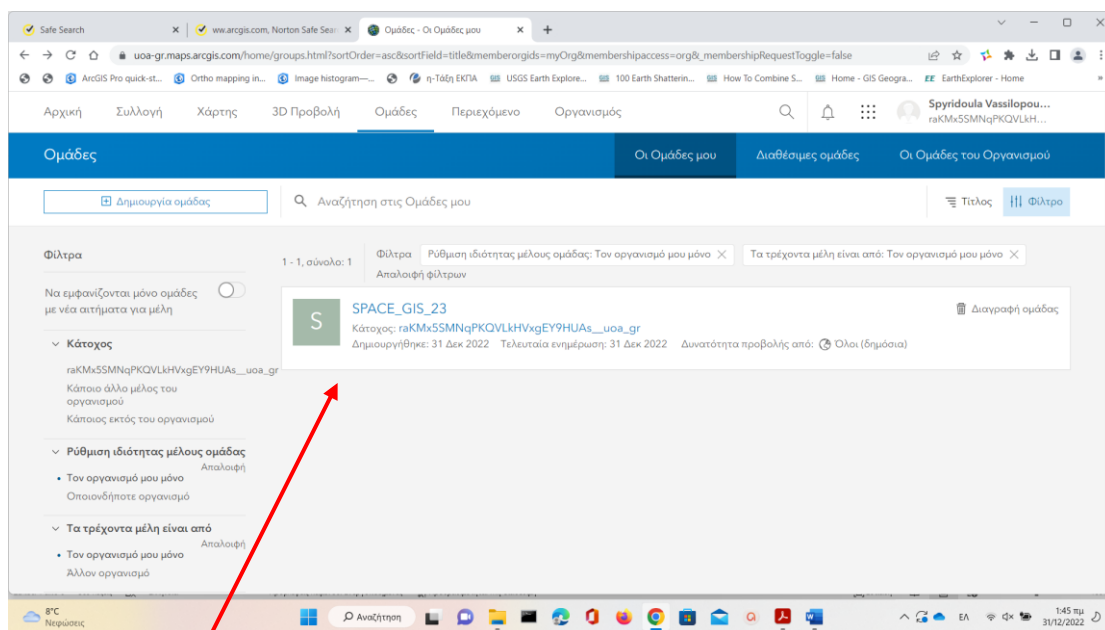 Safe Search
ww.arcgis.com, Norton Safe Sear
Ομάδες - Οι Ομάδες μου
uoa-gr.maps.arcgis.com/home/groups.html?sortOrder=asc&sortField=title&memberorgids=myOrg&membershipaccess=org&_membershipRequestToggle=false
ArcGIS Pro quick-st... Ortho mapping in... Image histogram—... η-Τάξη ΕΚΠΑ USGS Earth Explore... 100 Earth Shatterin... How To Combine S... Home - GIS Geogra... EE EarthExplorer - Home »
Αρχική Συλλογή Χάρτης 3D Προβολή Ομάδες Περιεχόμενο Οργανισμός
Spyridoula Vassilopou...
raKMx5SMNqPKQVLkH...
Ομάδες
Οι Ομάδες μου Διαθέσιμες ομάδες Οι Ομάδες του Οργανισμού
Δημιουργία ομάδας
Αναζήτηση στις Ομάδες μου
Τίτλος Φίλτρο
Φίλτρα
Να εμφανίζονται μόνο ομάδες
με νέα αιτήματα για μέλη
Κάτοχος
raKMx5SMNqPKQVLkHVxgEY9HUAs__uoa_gr
Κάποιο άλλο μέλος του
οργανισμού
Κάποιος εκτός του οργανισμού
Ρύθμιση ιδιότητας μέλους ομάδας
Απαλοιφή
Τον οργανισμό μου μόνο
Οποιονδήποτε οργανισμό
Τα τρέχοντα μέλη είναι από
Απαλοιφή
Τον οργανισμό μου μόνο
Άλλον οργανισμό
1 - 1, σύνολο: 1
Φίλτρα Ρύθμιση ιδιότητας μέλους ομάδας: Τον οργανισμό μου μόνο Τα τρέχοντα μέλη είναι από: Τον οργανισμό μου μόνο
Απαλοιφή φίλτρων
S
SPACE_GIS_23
Διαγραφή ομάδας
Κάτοχος: raKMx5SMNqPKQVLkHVxgEY9HUAs__uoa_gr
Δημιουργήθηκε: 31 Δεκ 2022 Τελευταία ενημέρωση: 31 Δεκ 2022 Δυνατότητα προβολής από: Όλοι (δημόσια)
8°C
Νεφώσεις
Αναζήτηση
ΕΛ
1:45 πμ
31/12/2022